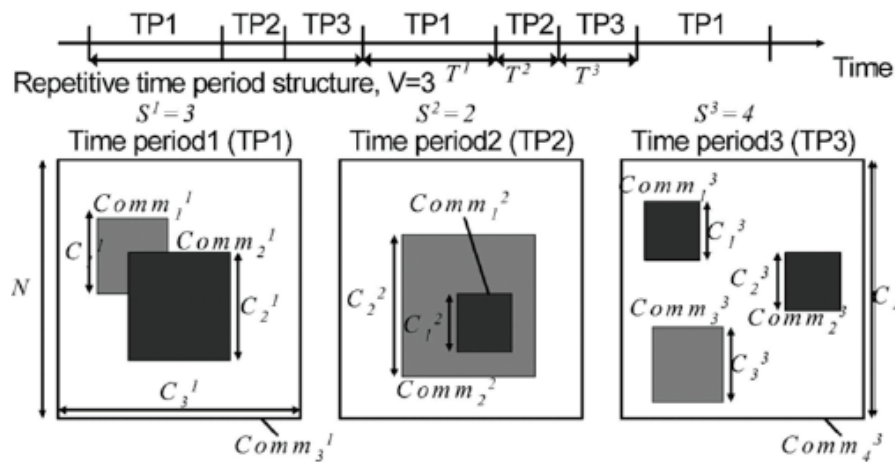 TP1 TP2 TP3 TP1 TP2 TP3 TP1
T^1 T^2 T^3 Time
Repetitive time period structure, V=3
S^1=3 S^2=2 S^3=4
Time period1 (TP1) Time period2 (TP2) Time period3 (TP3)
Comm_1^1 Comm_1^2 Comm_1^3
Comm_2^1 C_1^3
N C_2^1 C_2^2 C_1^2 C_2^3
Comm_2^3
Comm_3^3
C_3^3
C_3^1 Comm_2^2
Comm_3^1 Comm_4^3